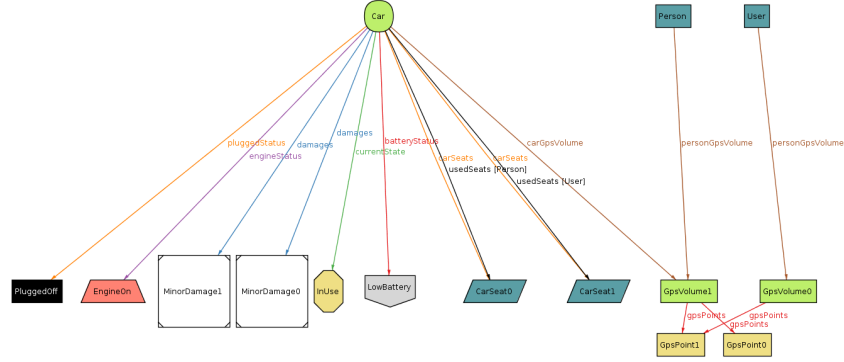 Car
Person
User
pluggedStatus
engineStatus
damages
damages
currentState
batteryStatus
carSeats
usedSeats [Person]
carSeats
usedSeats [User]
carGpsVolume
personGpsVolume
personGpsVolume
PluggedOff
EngineOn
MinorDamage1
MinorDamage0
InUse
LowBattery
CarSeat0
CarSeat1
GpsVolume1
GpsVolume0
gpsPoints
gpsPoints
gpsPoints
GpsPoint1
GpsPoint0